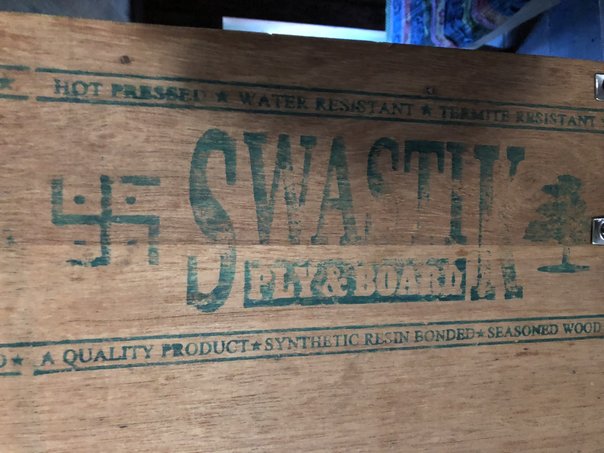 ★ HOT PRESSED ★ WATER RESISTANT ★ TERMITE RESISTANT
SWASTIK
PLY & BOARD
★ A QUALITY PRODUCT ★ SYNTHETIC RESIN BONDED ★ SEASONED WOOD